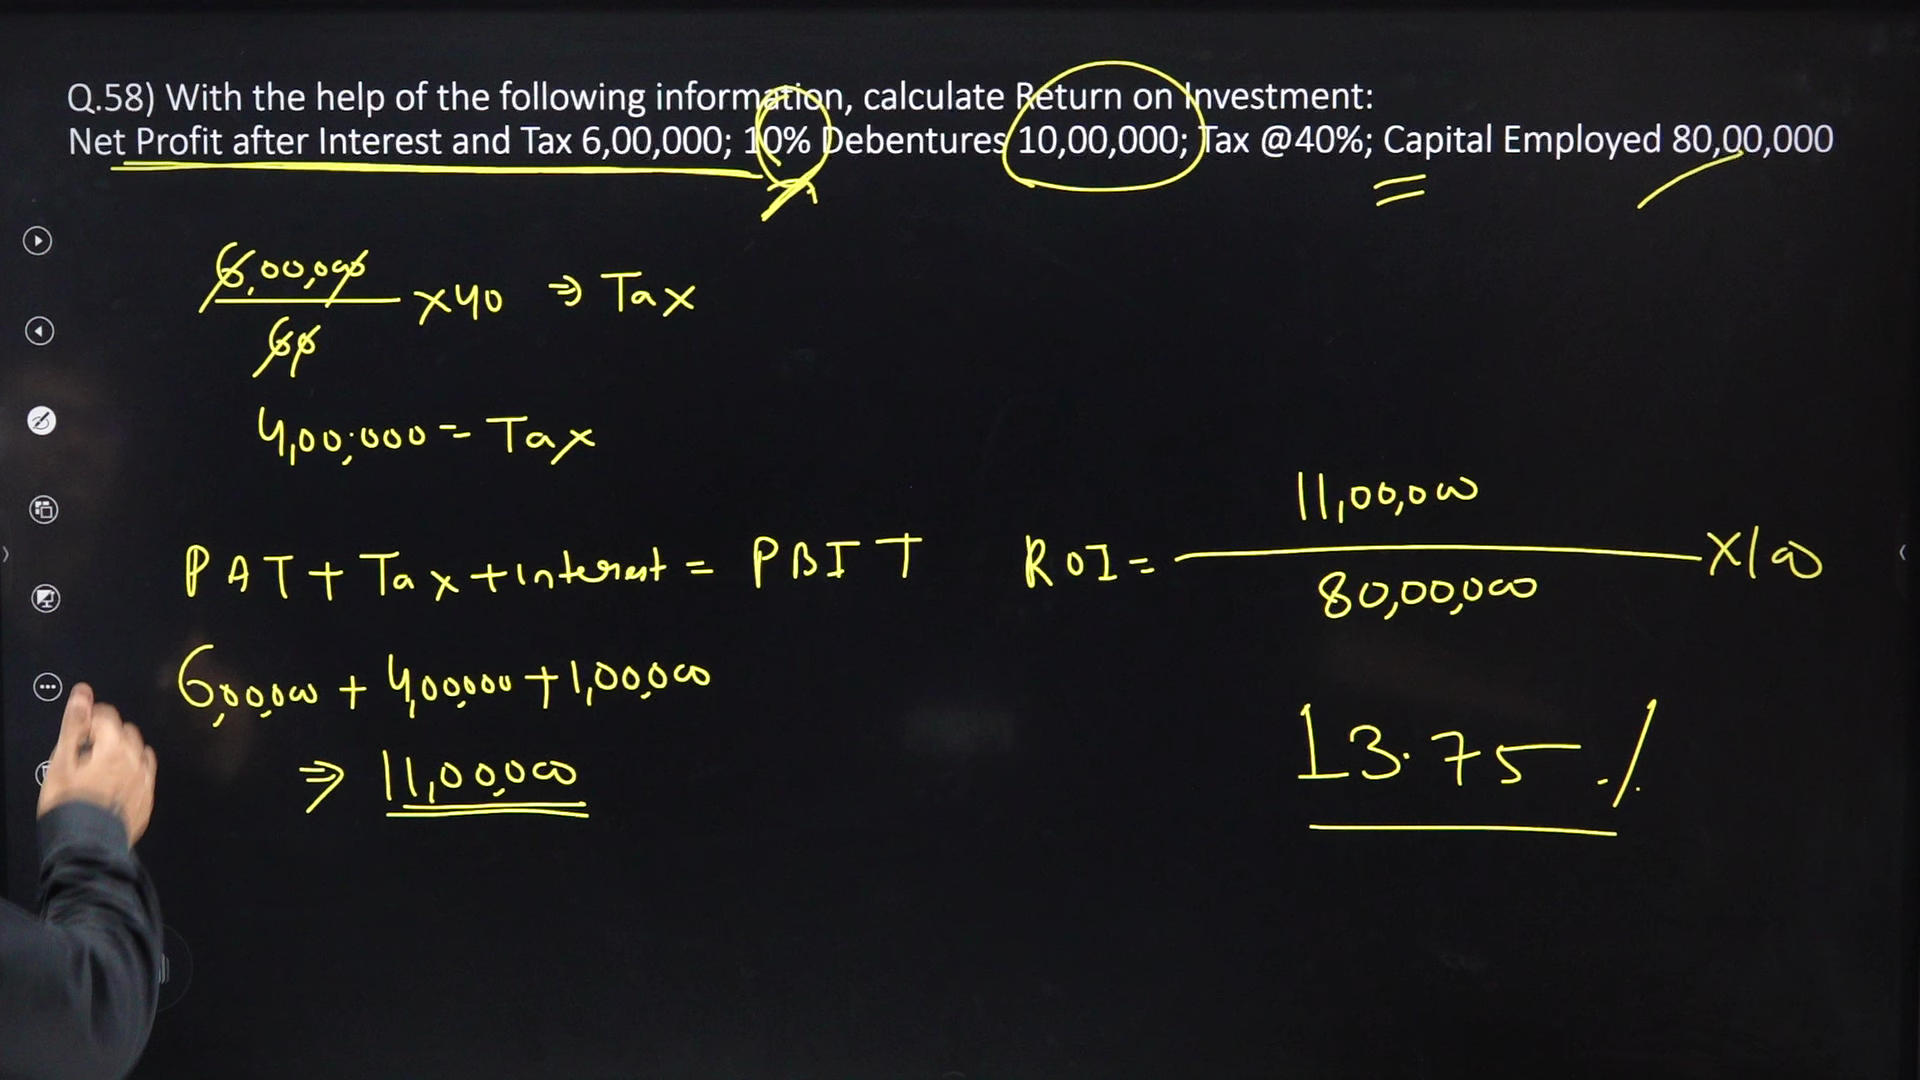 Q.58) With the help of the following information, calculate Return on Investment:
Net Profit after Interest and Tax 6,00,000; 10% Debentures 10,00,000; Tax @40%; Capital Employed 80,00,000
6,00,000
60
x40 ⇒ Tax
4,00,000 = Tax
PAT + Tax + interest = PBIT
6,00,000 + 4,00,000 + 1,00,000
⇒ 11,00,000
11,00,000
ROI = x100
80,00,000
13.75%